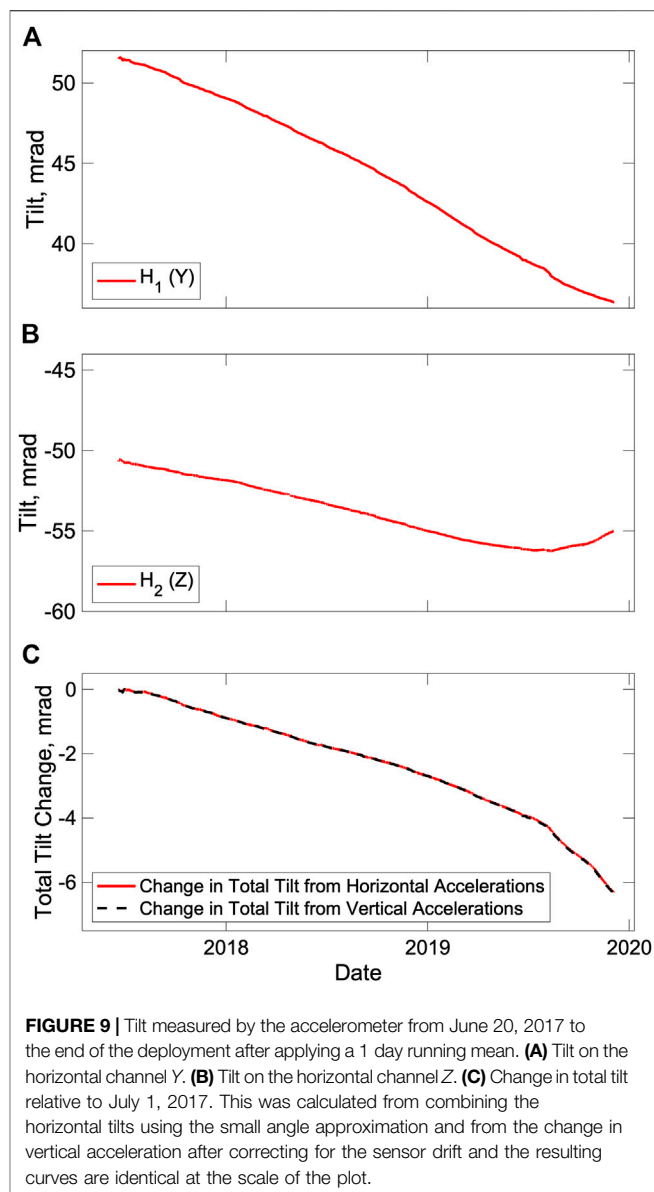 A
50
45
40
Tilt, mrad
H1 (Y)
B
-45
-50
-55
-60
Tilt, mrad
H2 (Z)
C
0
-2
-4
-6
Total Tilt Change, mrad
Change in Total Tilt from Horizontal Accelerations
Change in Total Tilt from Vertical Accelerations
2018 2019 2020
Date
FIGURE 9 | Tilt measured by the accelerometer from June 20, 2017 to
the end of the deployment after applying a 1 day running mean. (A) Tilt on the
horizontal channel Y. (B) Tilt on the horizontal channel Z. (C) Change in total tilt
relative to July 1, 2017. This was calculated from combining the
horizontal tilts using the small angle approximation and from the change in
vertical acceleration after correcting for the sensor drift and the resulting
curves are identical at the scale of the plot.